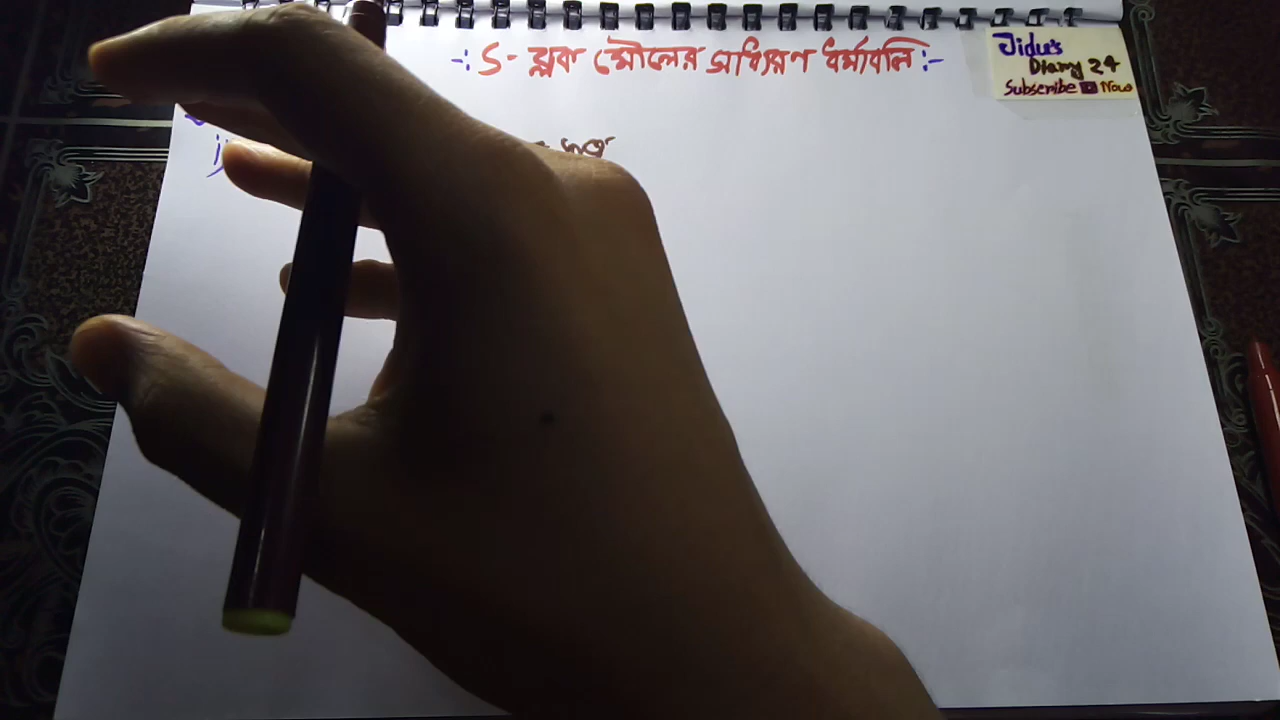 -: S - ব্লক মৌলের সাধারণ ধর্মাবলি :-
Jidu's
Diary 24
Subscribe Now
i)